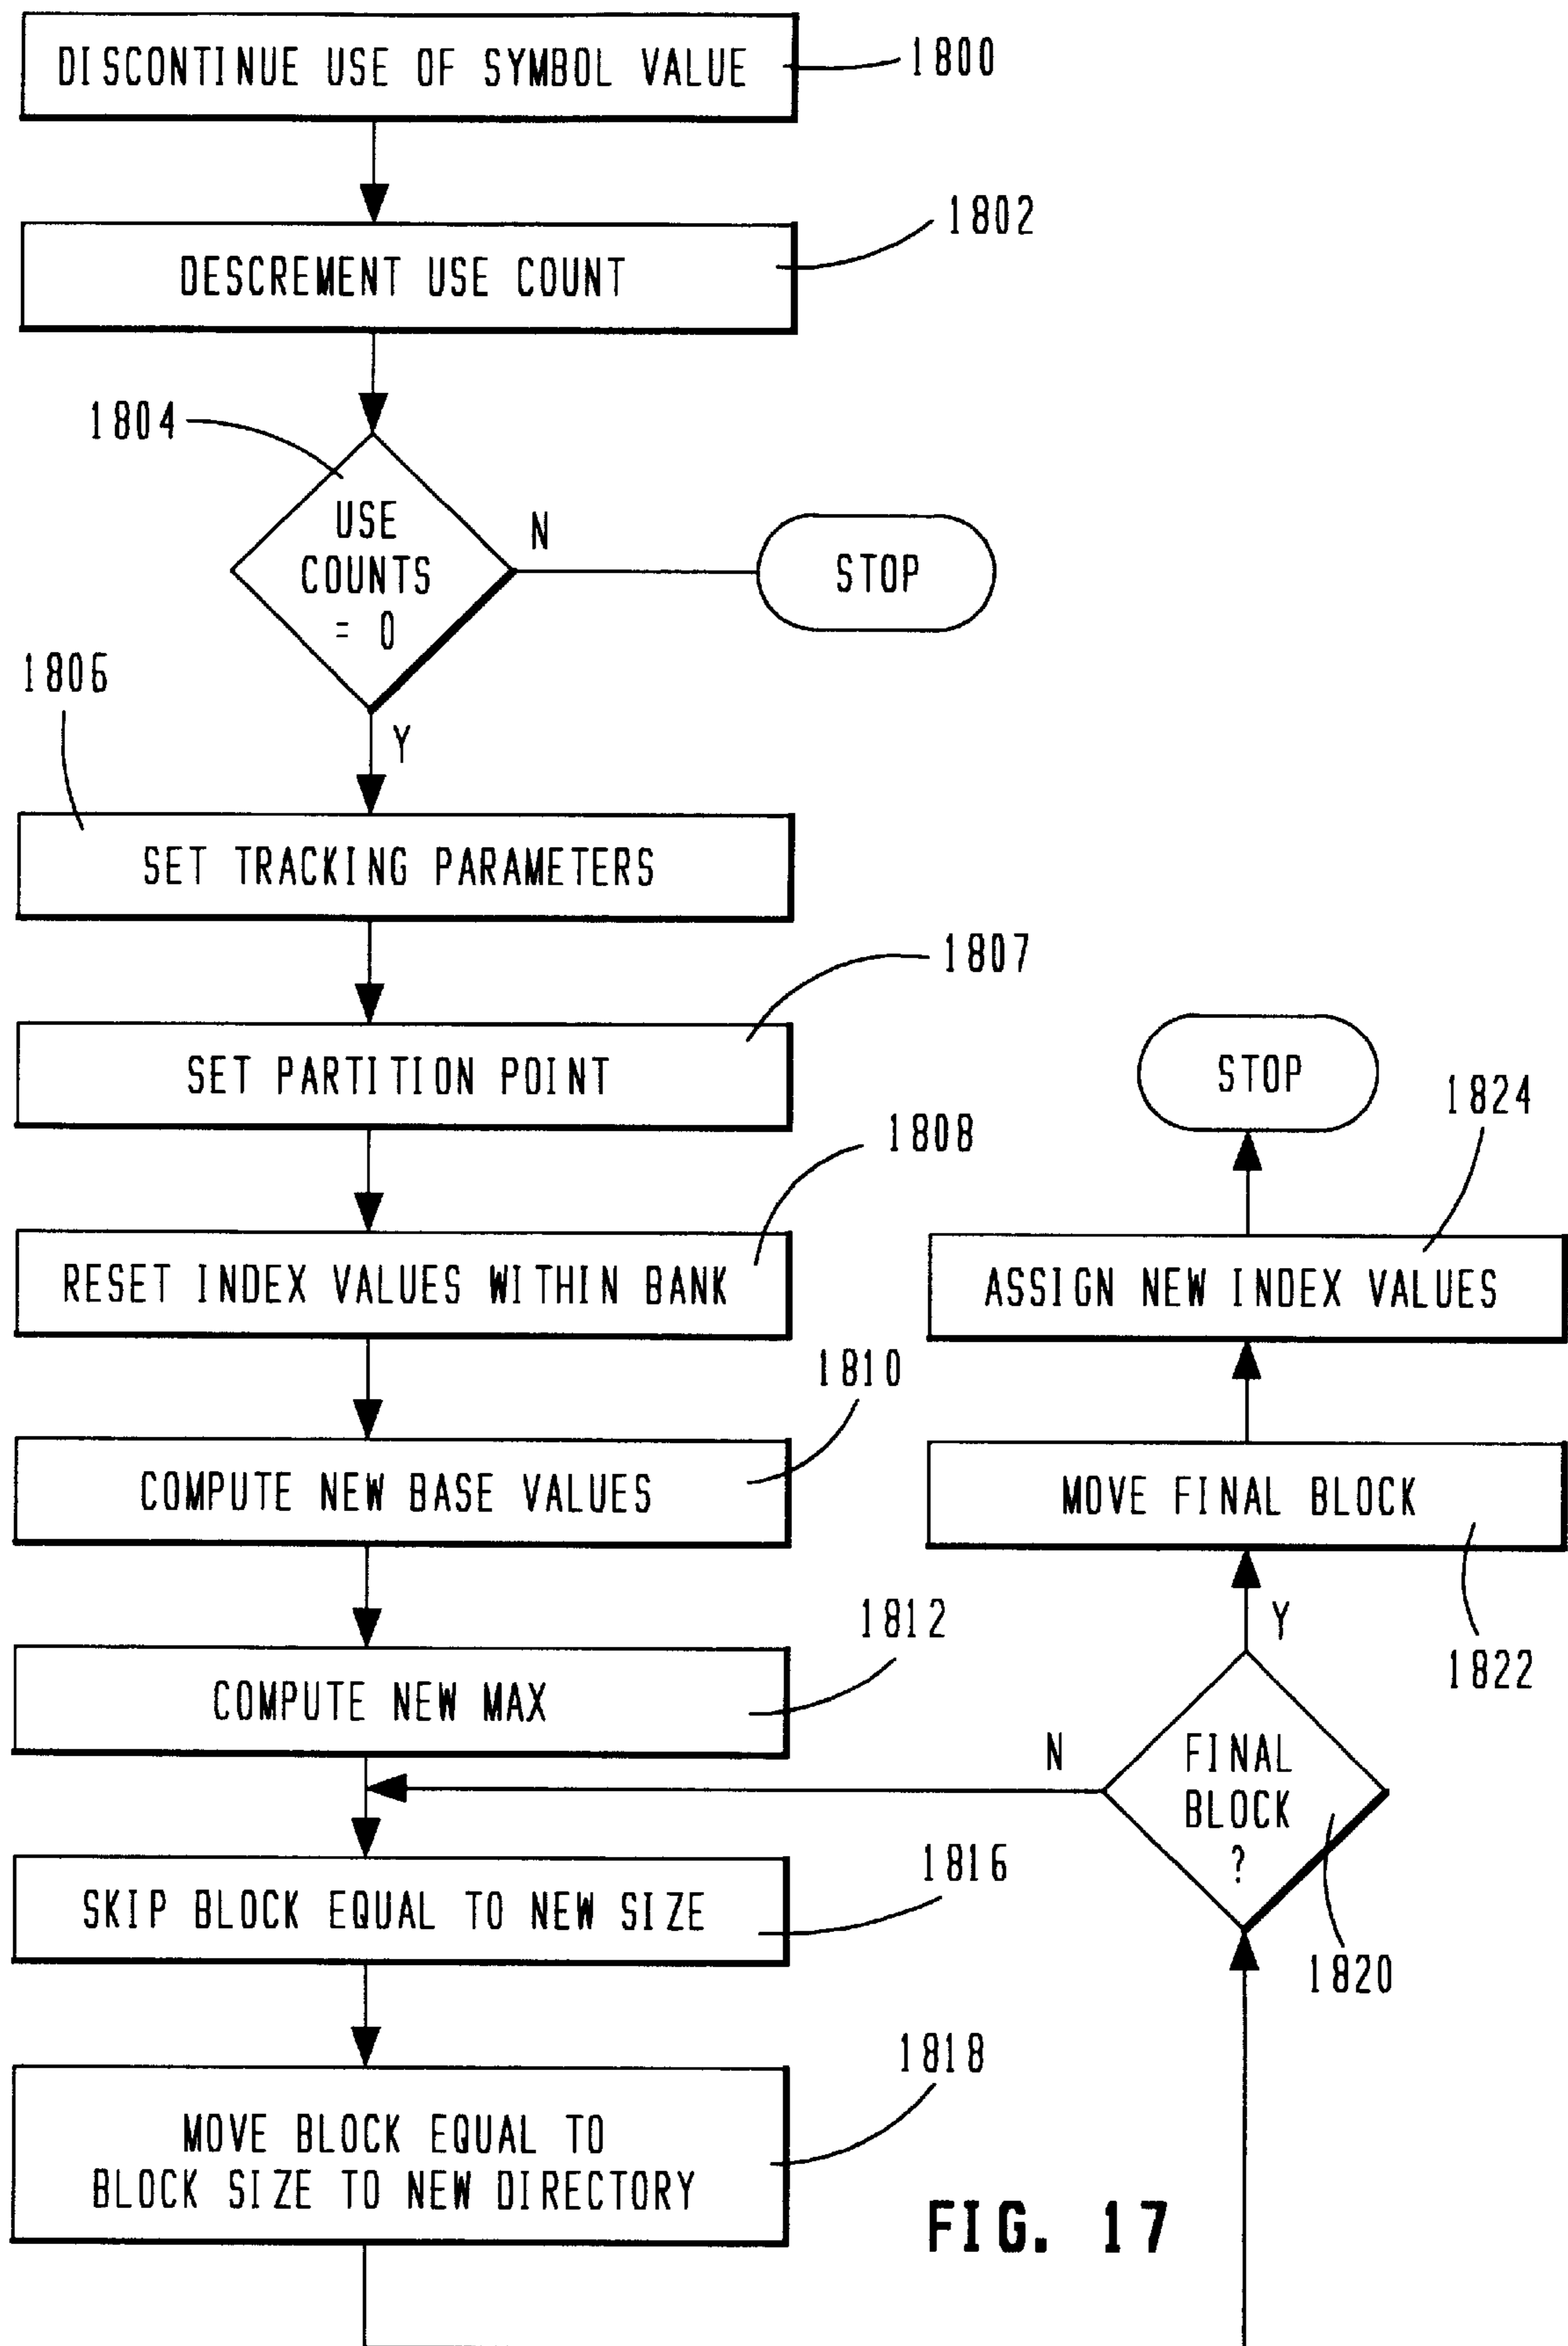 DISCONTINUE USE OF SYMBOL VALUE
1800
DESCREMENT USE COUNT
1802
1804
USE
COUNTS
= 0
N
STOP
Y
1806
SET TRACKING PARAMETERS
1807
SET PARTITION POINT
1808
RESET INDEX VALUES WITHIN BANK
1810
COMPUTE NEW BASE VALUES
1812
COMPUTE NEW MAX
1816
SKIP BLOCK EQUAL TO NEW SIZE
1818
MOVE BLOCK EQUAL TO
BLOCK SIZE TO NEW DIRECTORY
STOP
1824
ASSIGN NEW INDEX VALUES
MOVE FINAL BLOCK
1822
Y
N
FINAL
BLOCK
?
1820
FIG. 17